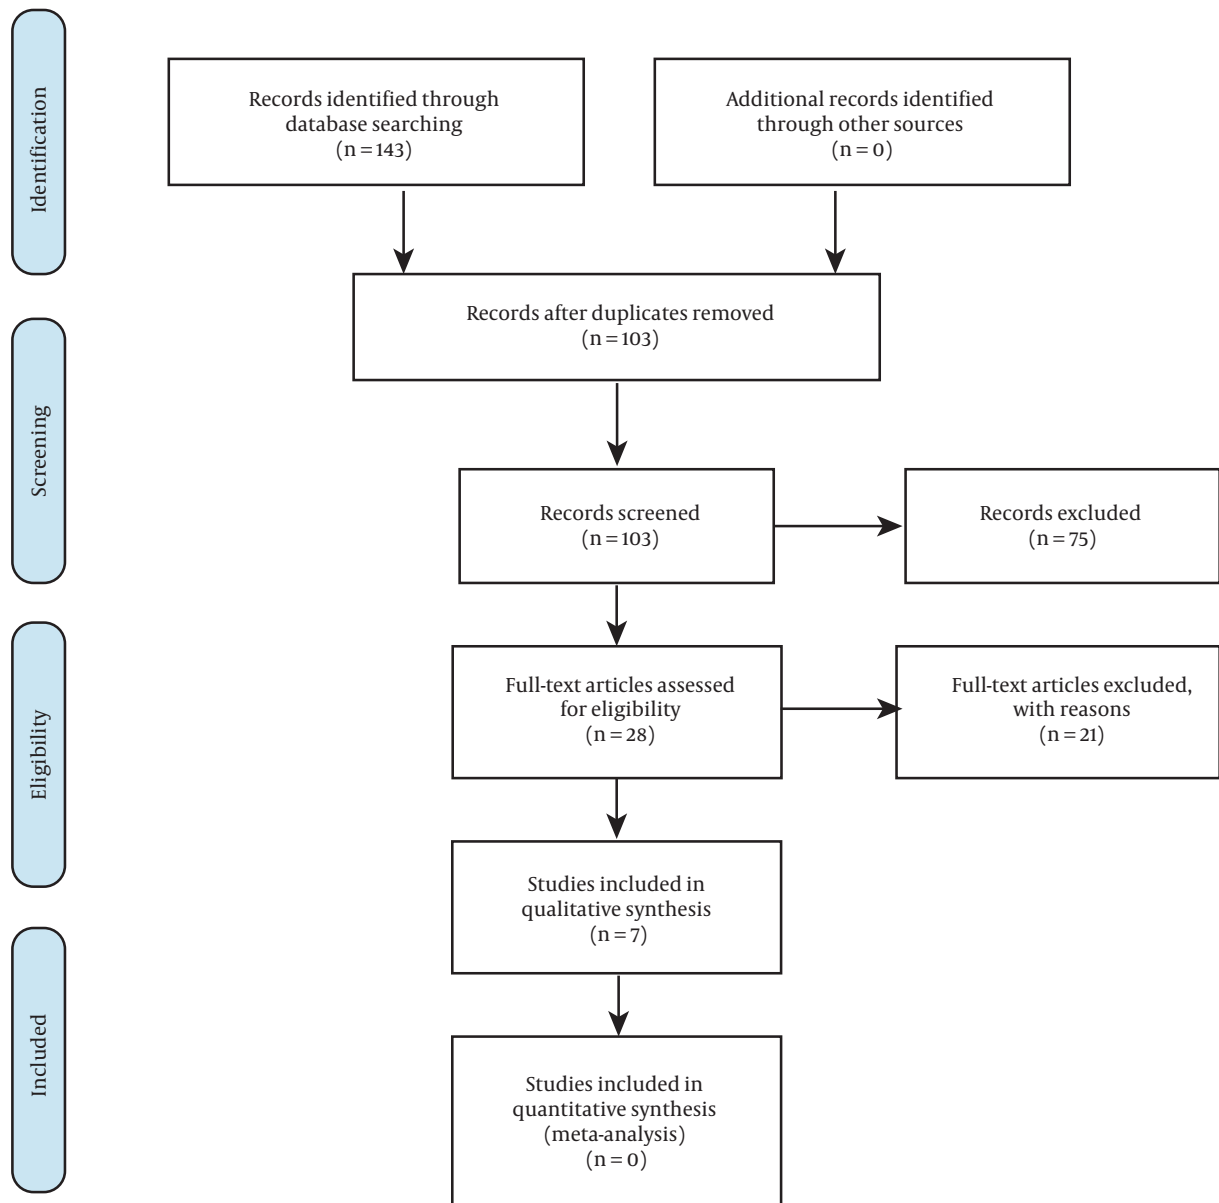 Identification
Records identified through
database searching
(n = 143)
Additional records identified
through other sources
(n = 0)
Records after duplicates removed
(n = 103)
Screening
Records screened
(n = 103)
Records excluded
(n = 75)
Eligibility
Full-text articles assessed
for eligibility
(n = 28)
Full-text articles excluded,
with reasons
(n = 21)
Studies included in
qualitative synthesis
(n = 7)
Included
Studies included in
quantitative synthesis
(meta-analysis)
(n = 0)